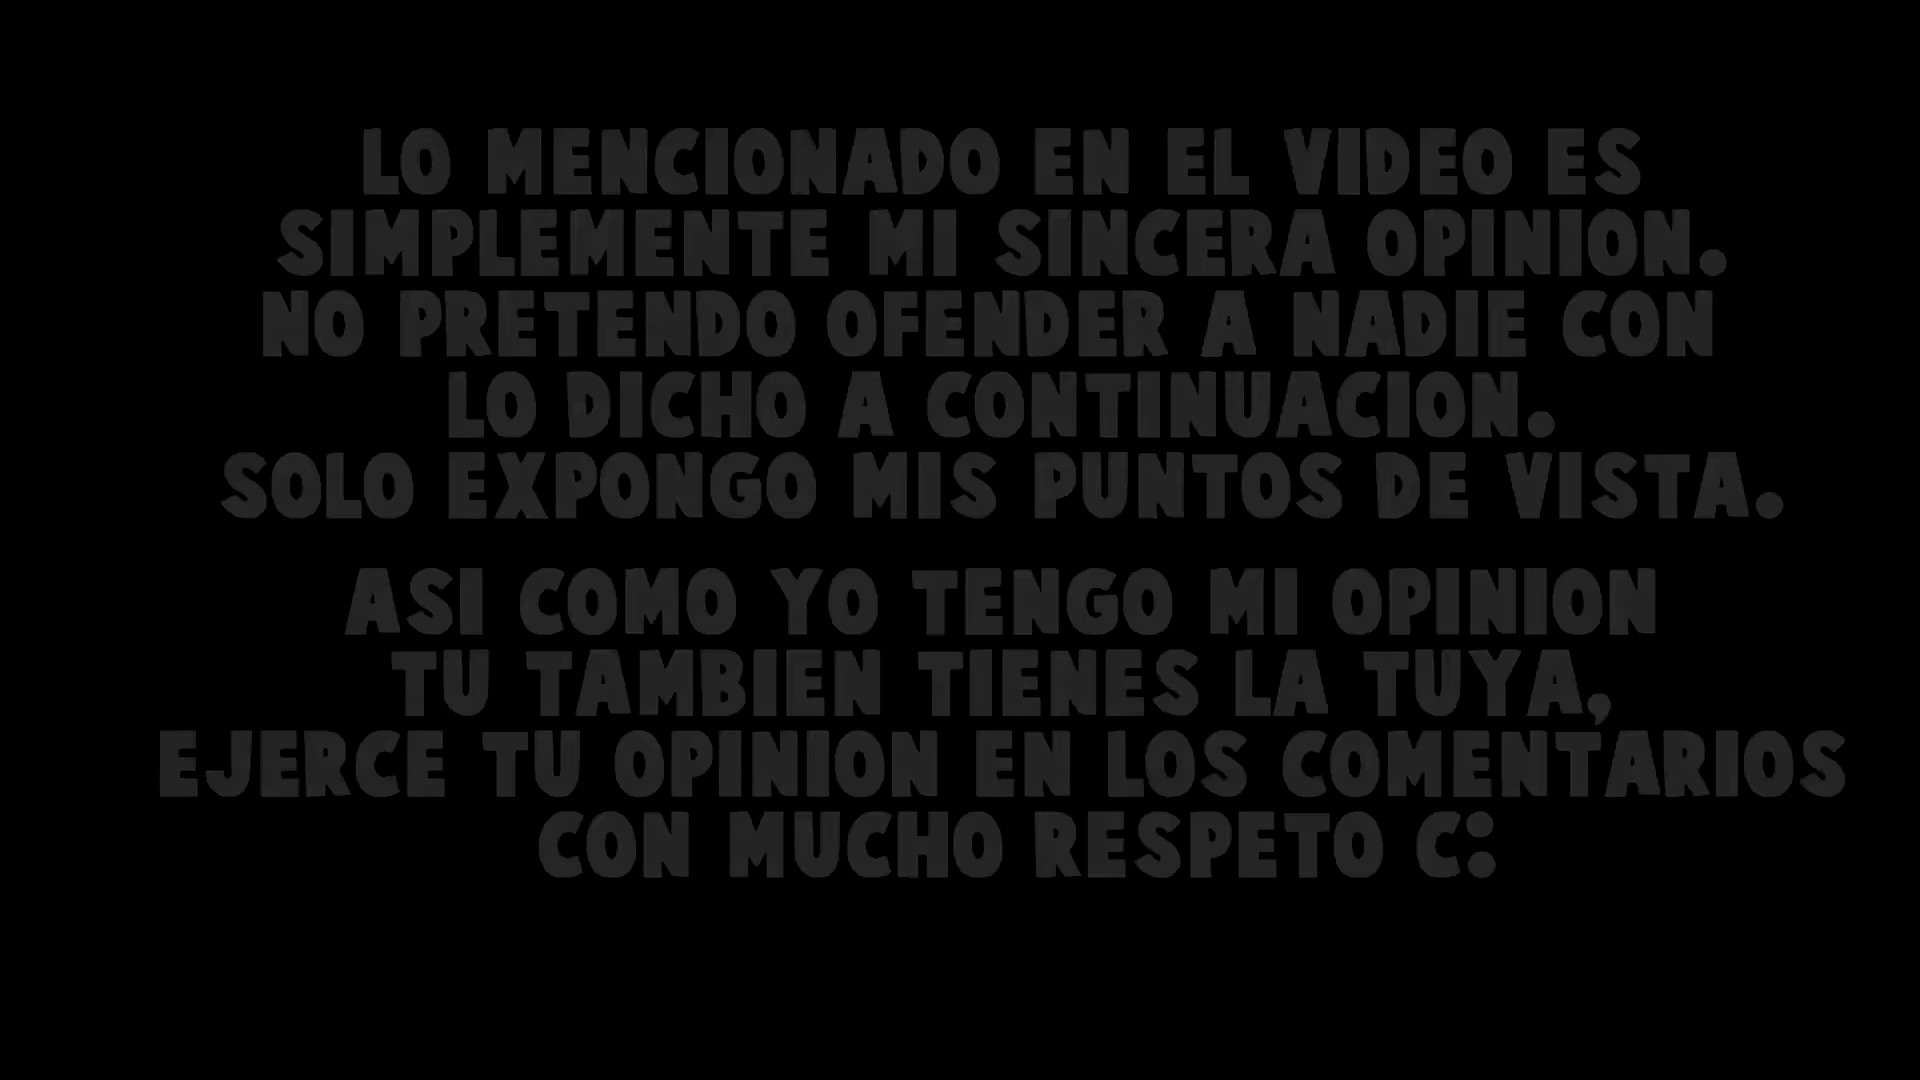 LO MENCIONADO EN EL VIDEO ES
SIMPLEMENTE MI SINCERA OPINION.
NO PRETENDO OFENDER A NADIE CON
LO DICHO A CONTINUACION.
SOLO EXPONGO MIS PUNTOS DE VISTA.
ASI COMO YO TENGO MI OPINION
TU TAMBIEN TIENES LA TUYA,
EJERCE TU OPINION EN LOS COMENTARIOS
CON MUCHO RESPETO C: